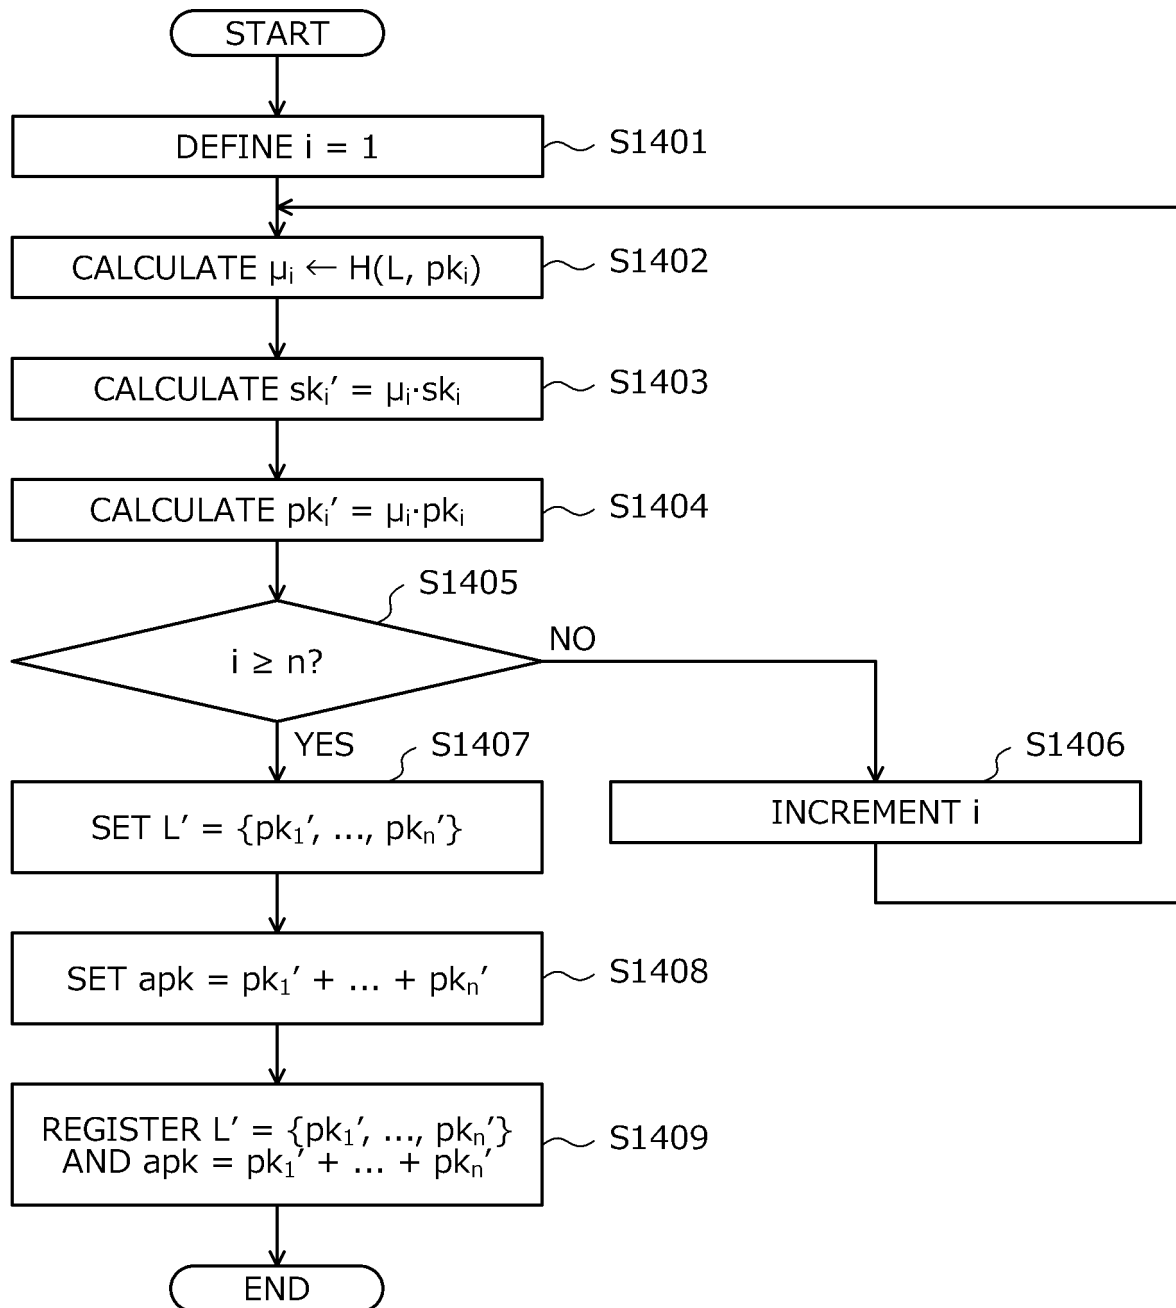 START
DEFINE i = 1
S1401
CALCULATE μᵢ ← H(L, pkᵢ)
S1402
CALCULATE skᵢ′ = μᵢ·skᵢ
S1403
CALCULATE pkᵢ′ = μᵢ·pkᵢ
S1404
S1405
i ≥ n?
NO
YES
S1407
S1406
SET L′ = {pk₁′, ..., pkₙ′}
INCREMENT i
SET apk = pk₁′ + ... + pkₙ′
S1408
REGISTER L′ = {pk₁′, ..., pkₙ′}
AND apk = pk₁′ + ... + pkₙ′
S1409
END